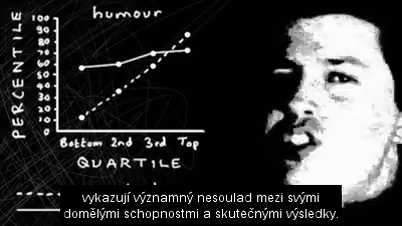 humour
PERCENTILE
100
90
80
70
60
50
40
30
20
10
0
Bottom 2nd 3rd Top
QUARTILE
vykazují významný nesoulad mezi svými
domělými schopnostmi a skutečnými výsledky.